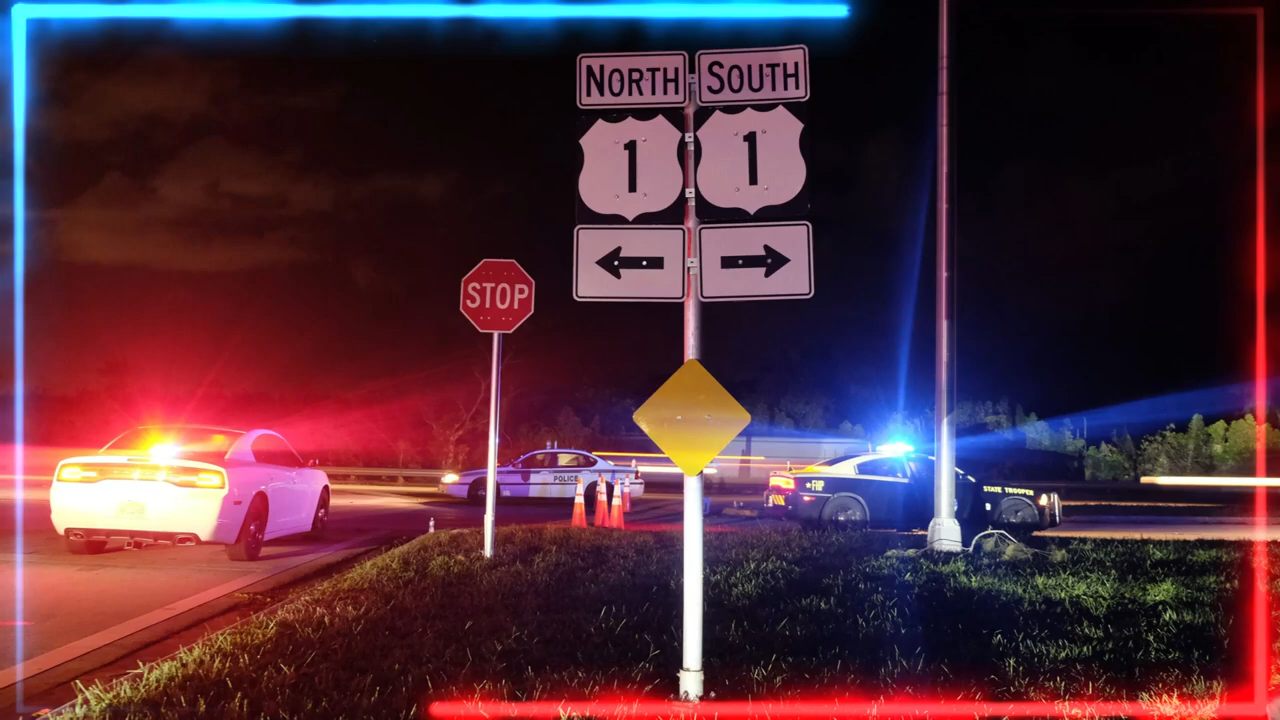 NORTH
SOUTH
1
1
STOP
POLICE
FHP
STATE TROOPER